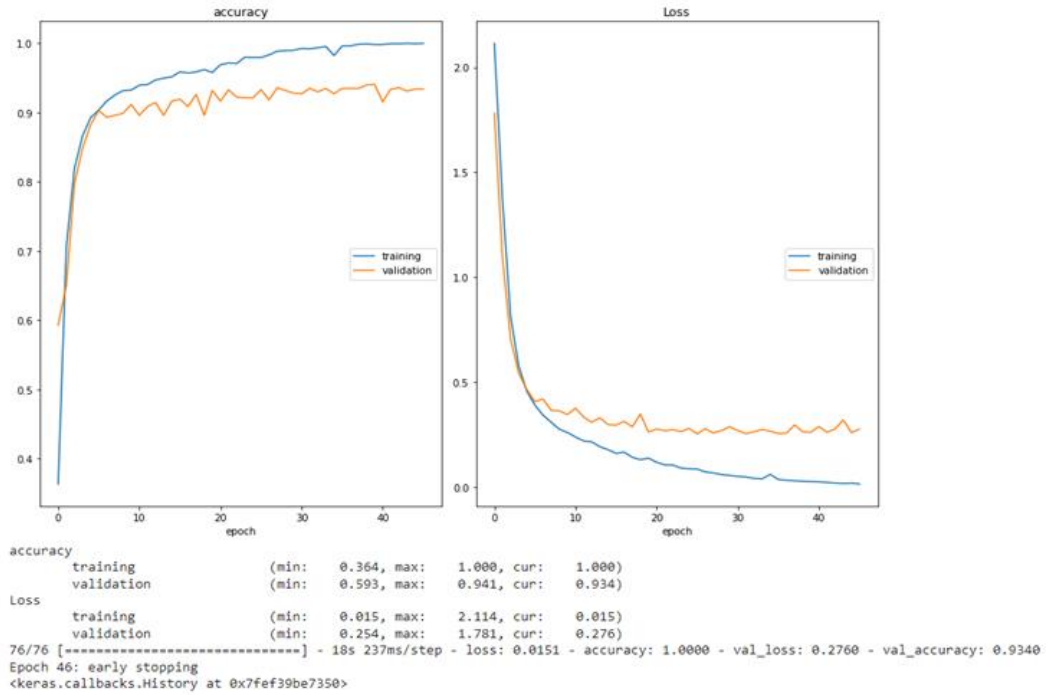 accuracy
1.0
0.9
0.8
0.7
0.6
0.5
0.4
training
validation
0
10
20
30
40
epoch
Loss
2.0
1.5
1.0
0.5
0.0
training
validation
0
10
20
30
40
epoch
accuracy
training (min: 0.364, max: 1.000, cur: 1.000)
validation (min: 0.593, max: 0.941, cur: 0.934)
Loss
training (min: 0.015, max: 2.114, cur: 0.015)
validation (min: 0.254, max: 1.781, cur: 0.276)
76/76 [==============================] - 18s 237ms/step - loss: 0.0151 - accuracy: 1.0000 - val_loss: 0.2760 - val_accuracy: 0.9340
Epoch 46: early stopping
<keras.callbacks.History at 0x7fef39be7350>